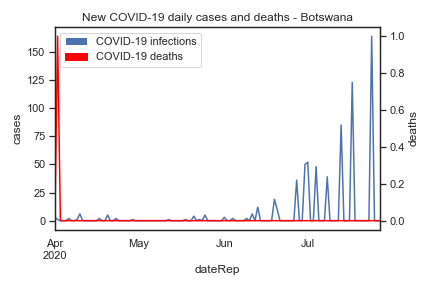 New COVID-19 daily cases and deaths - Botswana
COVID-19 infections
COVID-19 deaths
cases
150
125
100
75
50
25
0
deaths
1.0
0.8
0.6
0.4
0.2
0.0
Apr
2020
May
Jun
Jul
dateRep